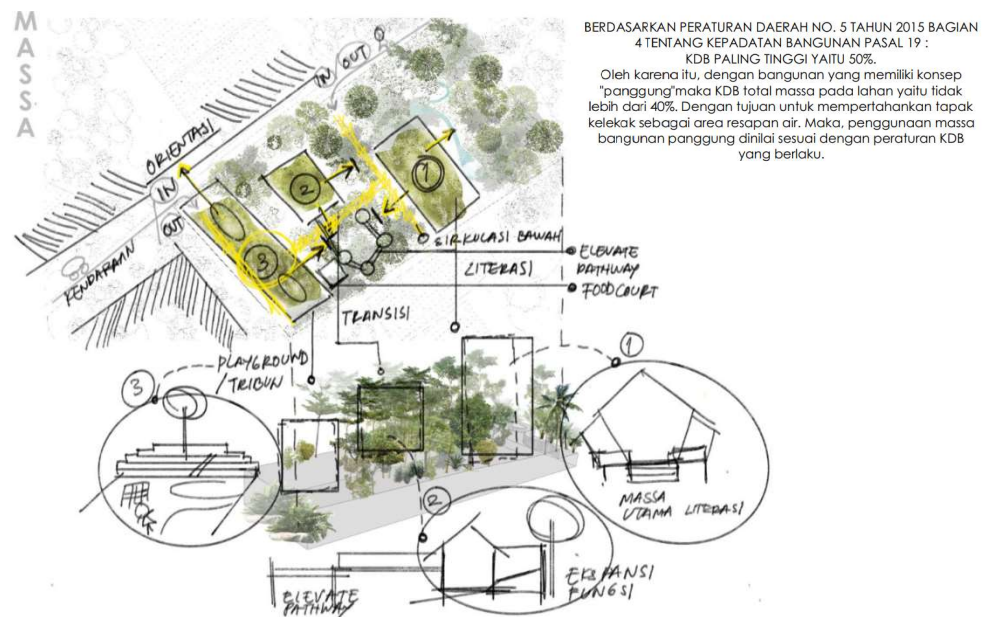 MASSA
BERDASARKAN PERATURAN DAERAH NO. 5 TAHUN 2015 BAGIAN
4 TENTANG KEPADATAN BANGUNAN PASAL 19 :
KDB PALING TINGGI YAITU 50%.
Oleh karena itu, dengan bangunan yang memiliki konsep
"panggung"maka KDB total massa pada lahan yaitu tidak
lebih dari 40%. Dengan tujuan untuk mempertahankan tapak
kelekak sebagai area resapan air. Maka, penggunaan massa
bangunan panggung dinilai sesuai dengan peraturan KDB
yang berlaku.
IN
OUT
ORIENTASI
IN
OUT
KENDARAAN
1
2
3
SIRKULASI BAWAH
LITERASI
ELEVATE
PATHWAY
FOODCOURT
TRANSISI
3
PLAYGROUND
/ TRIBUN
1
MASSA
UTAMA LITERASI
2
EKSPANSI
FUNGSI
ELEVATE
PATHWAY